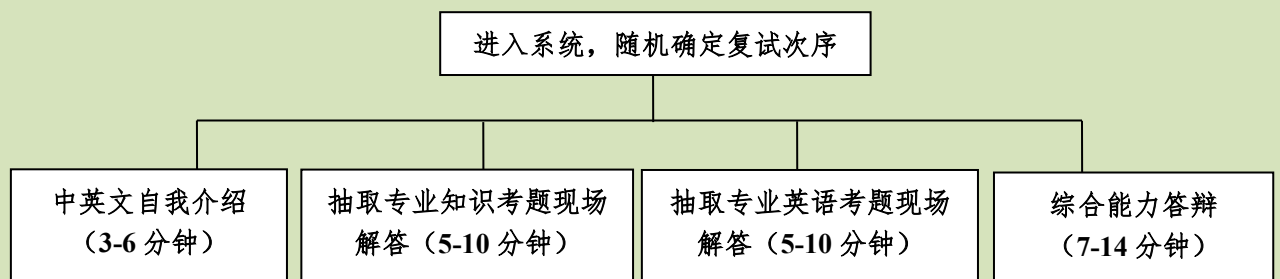 进入系统，随机确定复试次序
中英文自我介绍
（3-6 分钟）
抽取专业知识考题现场
解答（5-10 分钟）
抽取专业英语考题现场
解答（5-10 分钟）
综合能力答辩
（7-14 分钟）